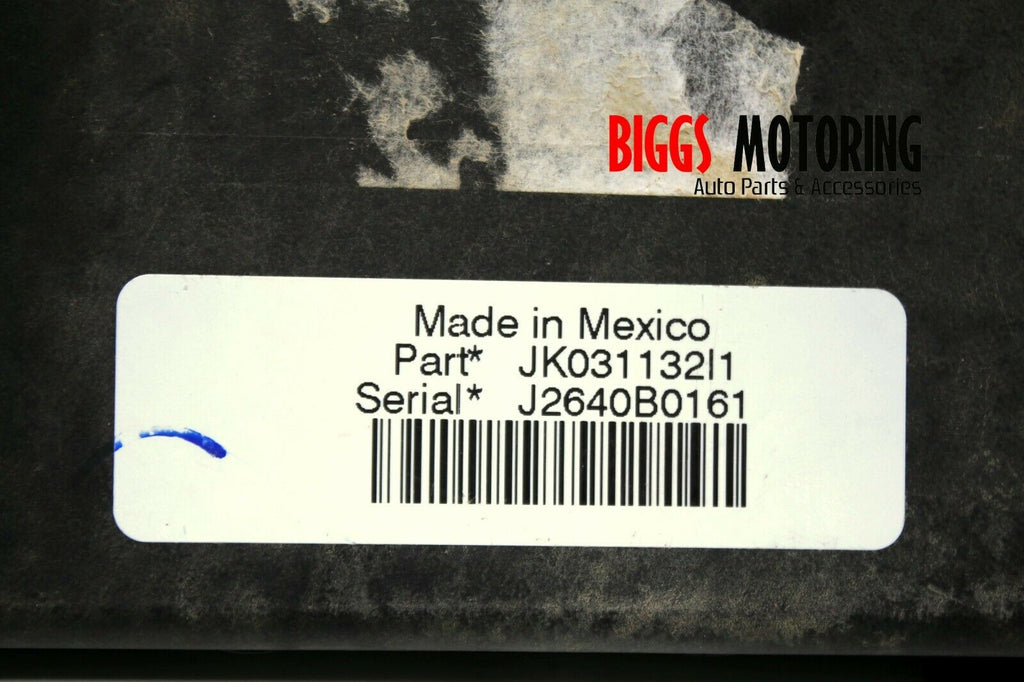 BIGGS MOTORING
Auto Parts & Accessories
Made in Mexico
Part* JK031132I1
Serial* J2640B0161